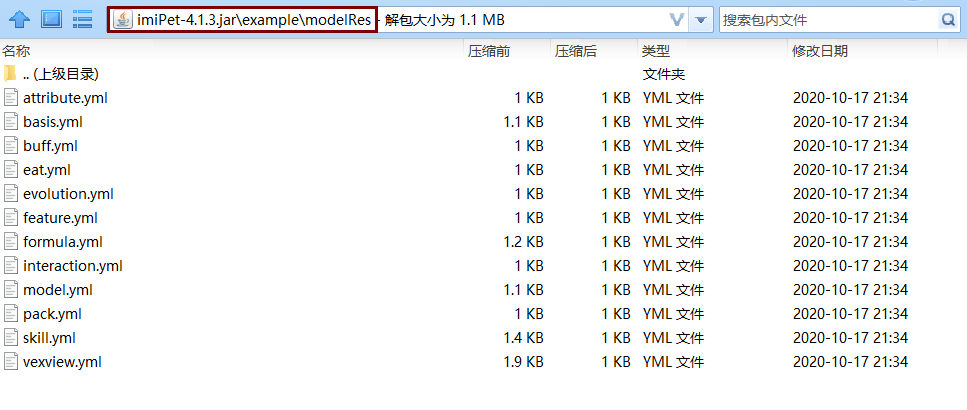 imiPet-4.1.3.jar\example\modelRes - 解包大小为 1.1 MB 搜索包内文件
名称 压缩前 压缩后 类型 修改日期
.. (上级目录) 文件夹
attribute.yml 1 KB 1 KB YML 文件 2020-10-17 21:34
basis.yml 1.1 KB 1 KB YML 文件 2020-10-17 21:34
buff.yml 1 KB 1 KB YML 文件 2020-10-17 21:34
eat.yml 1 KB 1 KB YML 文件 2020-10-17 21:34
evolution.yml 1 KB 1 KB YML 文件 2020-10-17 21:34
feature.yml 1 KB 1 KB YML 文件 2020-10-17 21:34
formula.yml 1.2 KB 1 KB YML 文件 2020-10-17 21:34
interaction.yml 1 KB 1 KB YML 文件 2020-10-17 21:34
model.yml 1.1 KB 1 KB YML 文件 2020-10-17 21:34
pack.yml 1 KB 1 KB YML 文件 2020-10-17 21:34
skill.yml 1.4 KB 1 KB YML 文件 2020-10-17 21:34
vexview.yml 1.9 KB 1 KB YML 文件 2020-10-17 21:34